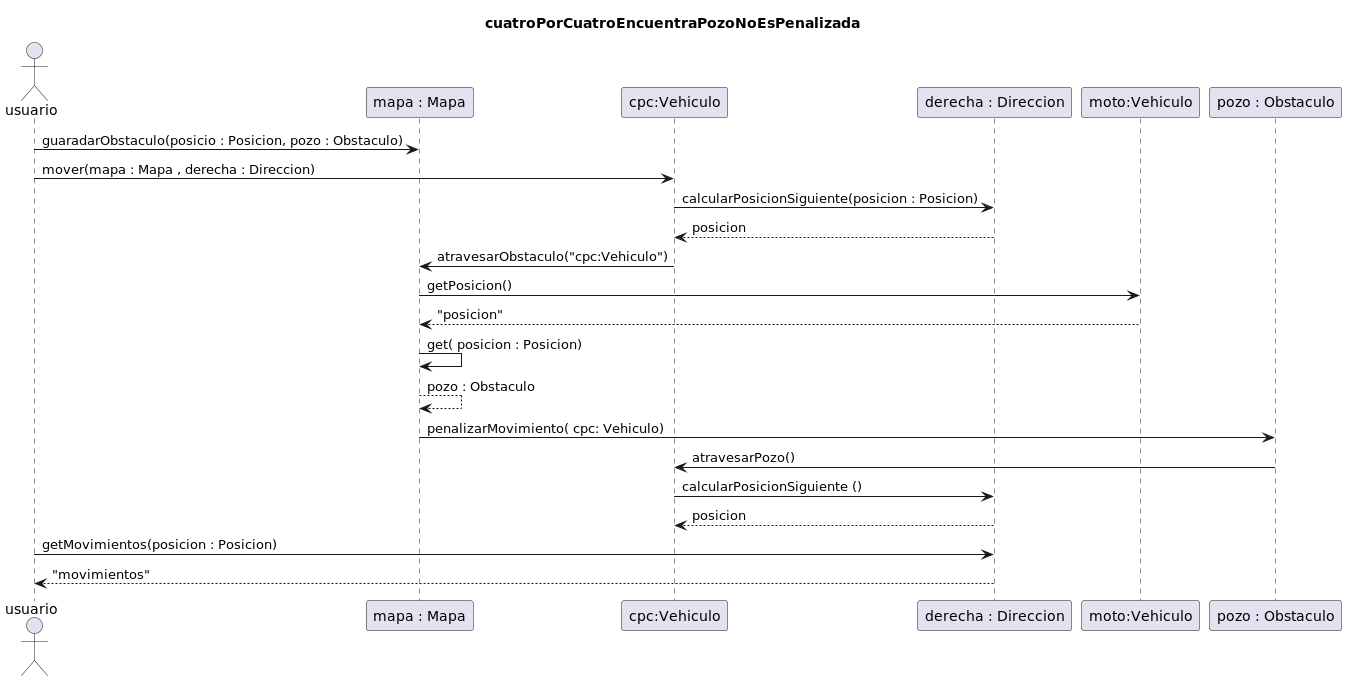 cuatroPorCuatroEncuentraPozoNoEsPenalizada
usuario
mapa : Mapa
cpc:Vehiculo
derecha : Direccion
moto:Vehiculo
pozo : Obstaculo
guaradarObstaculo(posicio : Posicion, pozo : Obstaculo)
mover(mapa : Mapa , derecha : Direccion)
calcularPosicionSiguiente(posicion : Posicion)
posicion
atravesarObstaculo("cpc:Vehiculo")
getPosicion()
"posicion"
get( posicion : Posicion)
pozo : Obstaculo
penalizarMovimiento( cpc: Vehiculo)
atravesarPozo()
calcularPosicionSiguiente ()
posicion
getMovimientos(posicion : Posicion)
"movimientos"
usuario
mapa : Mapa
cpc:Vehiculo
derecha : Direccion
moto:Vehiculo
pozo : Obstaculo